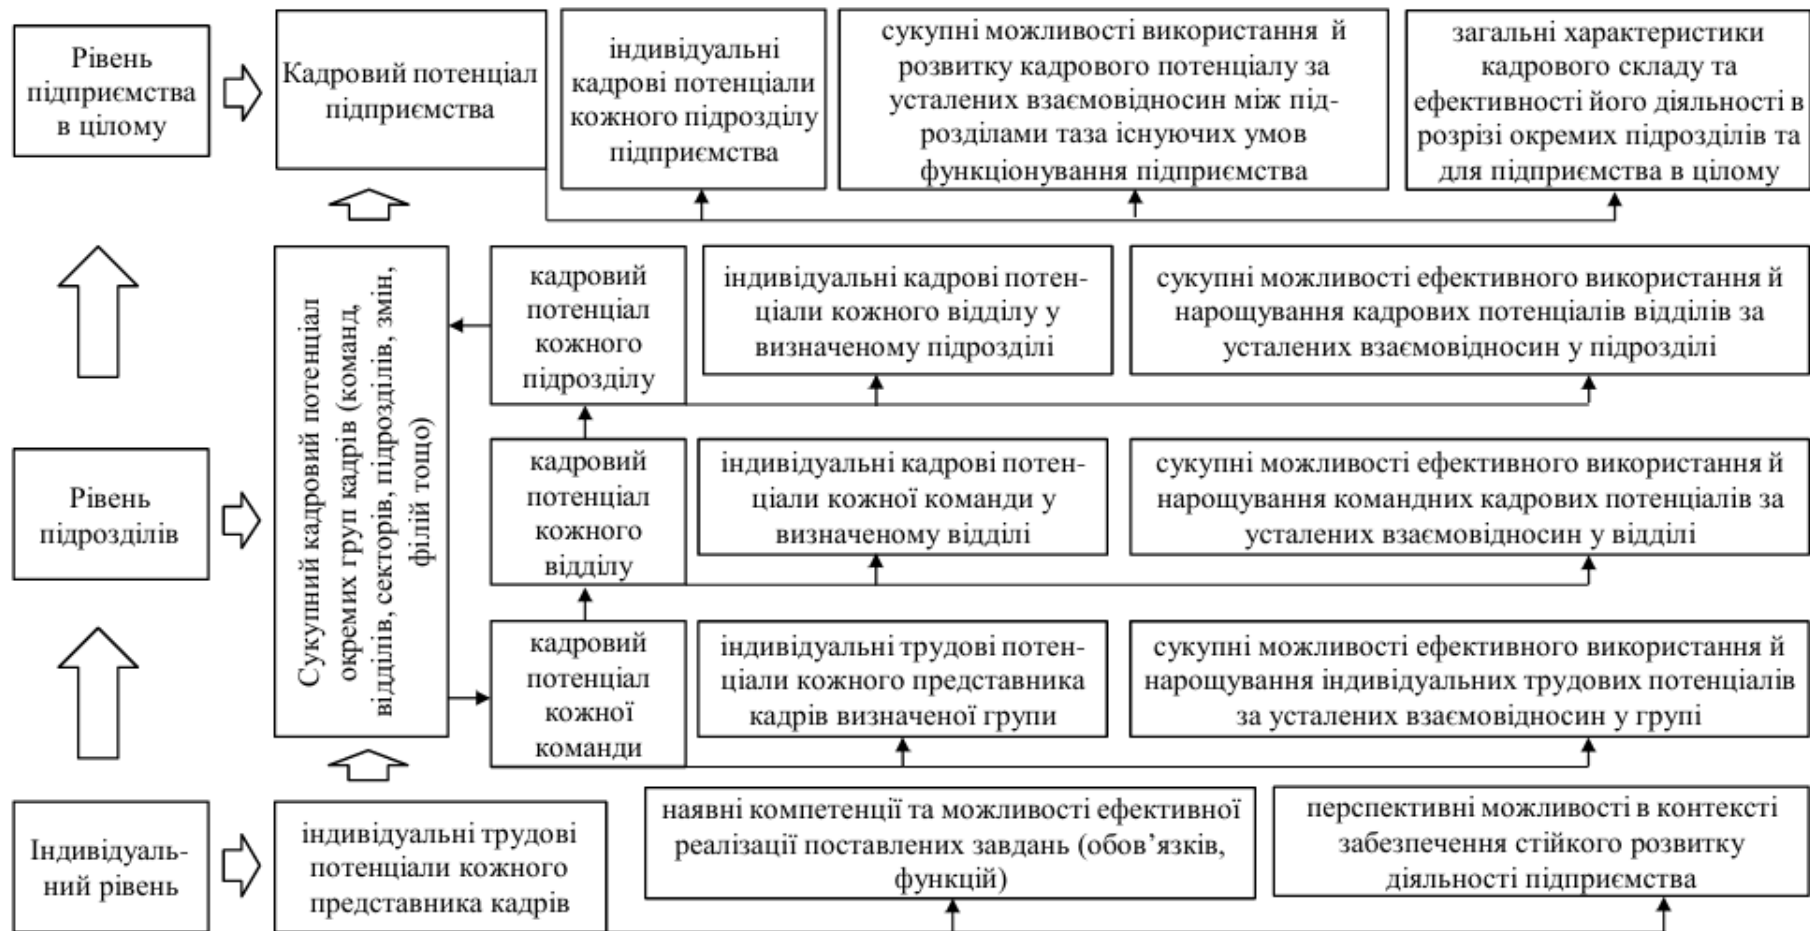 Рівень
підприємства
в цілому
Кадровий потенціал
підприємства
індивідуальні
кадрові потенціали
кожного підрозділу
підприємства
сукупні можливості використання й
розвитку кадрового потенціалу за
усталених взаємовідносин між під-
розділами таза існуючих умов
функціонування підприємства
загальні характеристики
кадрового складу та
ефективності його діяльності в
розрізі окремих підрозділів та
для підприємства в цілому
Рівень
підрозділів
Сукупний кадровий потенціал
окремих груп кадрів (команд,
відділів, секторів, підрозділів, змін,
філій тощо)
кадровий
потенціал
кожного
підрозділу
індивідуальні кадрові потен-
ціали кожного відділу у
визначеному підрозділі
сукупні можливості ефективного використання й
нарощування кадрових потенціалів відділів за
усталених взаємовідносин у підрозділі
кадровий
потенціал
кожного
відділу
індивідуальні кадрові потен-
ціали кожної команди у
визначеному відділі
сукупні можливості ефективного використання й
нарощування командних кадрових потенціалів за
усталених взаємовідносин у відділі
кадровий
потенціал
кожної
команди
індивідуальні трудові потен-
ціали кожного представника
кадрів визначеної групи
сукупні можливості ефективного використання й
нарощування індивідуальних трудових потенціалів
за усталених взаємовідносин у групі
Індивідуаль-
ний рівень
індивідуальні трудові
потенціали кожного
представника кадрів
наявні компетенції та можливості ефективної
реалізації поставлених завдань (обов’язків,
функцій)
перспективні можливості в контексті
забезпечення стійкого розвитку
діяльності підприємства